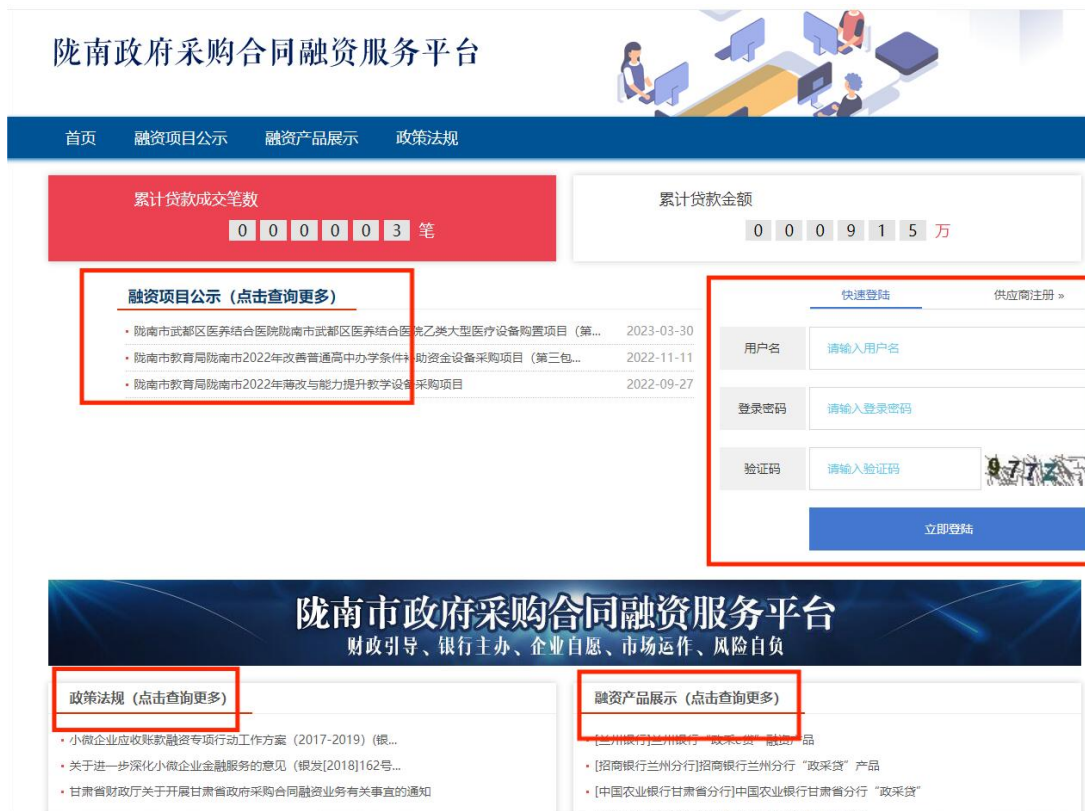 陇南政府采购合同融资服务平台
首页 融资项目公示 融资产品展示 政策法规
累计贷款成交笔数
0 0 0 0 0 3 笔
累计贷款金额
0 0 0 9 1 5 万
融资项目公示（点击查询更多）
• 陇南市武都区医养结合医院陇南市武都区医养结合医院乙类大型医疗设备购置项目（第... 2023-03-30
• 陇南市教育局陇南市2022年改善普通高中办学条件补助资金设备采购项目（第三包... 2022-11-11
• 陇南市教育局陇南市2022年薄改与能力提升教学设备采购项目 2022-09-27
快速登陆 供应商注册 »
用户名 请输入用户名
登录密码 请输入登录密码
验证码 请输入验证码 977Z
立即登陆
陇南市政府采购合同融资服务平台
财政引导、银行主办、企业自愿、市场运作、风险自负
政策法规（点击查询更多）
• 小微企业应收账款融资专项行动工作方案（2017-2019）(银...
• 关于进一步深化小微企业金融服务的意见（银发[2018]162号...
• 甘肃省财政厅关于开展甘肃省政府采购合同融资业务有关事宜的通知
融资产品展示（点击查询更多）
• [兰州银行]兰州银行“政采e贷”融资产品
• [招商银行兰州分行]招商银行兰州分行“政采贷”产品
• [中国农业银行甘肃省分行]中国农业银行甘肃省分行“政采贷”